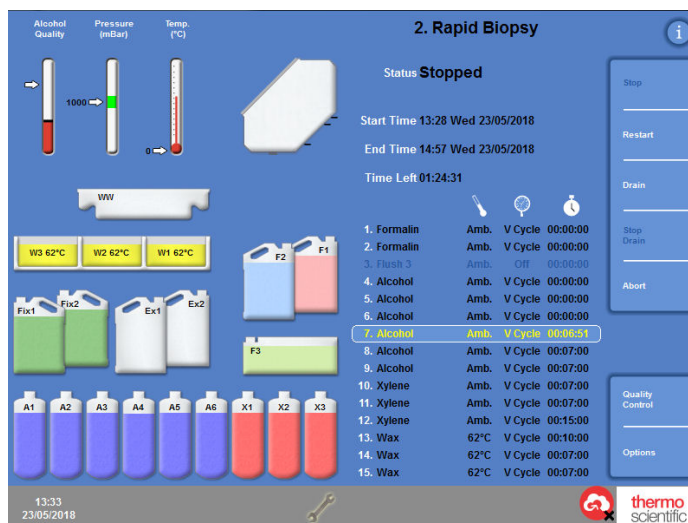 Alcohol Quality
Pressure (mBar)
Temp. (°C)
1000
0
WW
W3 62°C
W2 62°C
W1 62°C
F2
F1
Fix1
Fix2
Ex1
Ex2
F3
A1
A2
A3
A4
A5
A6
X1
X2
X3
2. Rapid Biopsy
i
Status Stopped
Start Time 13:28 Wed 23/05/2018
End Time 14:57 Wed 23/05/2018
Time Left 01:24:31
1. Formalin Amb. V Cycle 00:00:00
2. Formalin Amb. V Cycle 00:00:00
3. Flush 3 Amb. Off 00:00:00
4. Alcohol Amb. V Cycle 00:00:00
5. Alcohol Amb. V Cycle 00:00:00
6. Alcohol Amb. V Cycle 00:00:00
7. Alcohol Amb. V Cycle 00:06:51
8. Alcohol Amb. V Cycle 00:07:00
9. Alcohol Amb. V Cycle 00:07:00
10. Xylene Amb. V Cycle 00:07:00
11. Xylene Amb. V Cycle 00:07:00
12. Xylene Amb. V Cycle 00:15:00
13. Wax 62°C V Cycle 00:10:00
14. Wax 62°C V Cycle 00:07:00
15. Wax 62°C V Cycle 00:07:00
Stop
Restart
Drain
Stop
Drain
Abort
Quality
Control
Options
13:33
23/05/2018
thermo
scientific